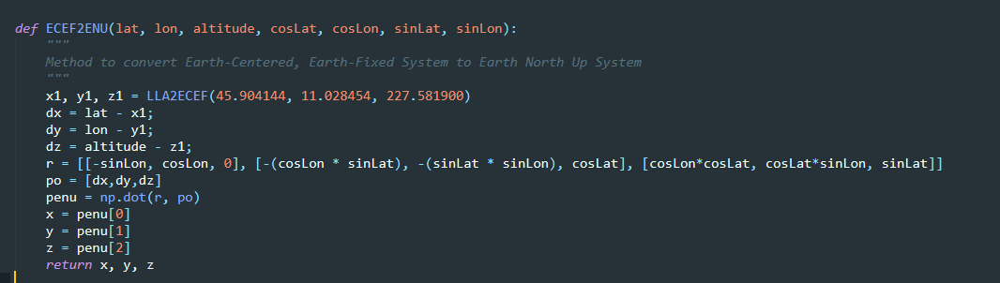 def ECEF2ENU(lat, lon, altitude, cosLat, cosLon, sinLat, sinLon):
"""
Method to convert Earth-Centered, Earth-Fixed System to Earth North Up System
"""
x1, y1, z1 = LLA2ECEF(45.904144, 11.028454, 227.581900)
dx = lat - x1;
dy = lon - y1;
dz = altitude - z1;
r = [[-sinLon, cosLon, 0], [-(cosLon * sinLat), -(sinLat * sinLon), cosLat], [cosLon*cosLat, cosLat*sinLon, sinLat]]
po = [dx,dy,dz]
penu = np.dot(r, po)
x = penu[0]
y = penu[1]
z = penu[2]
return x, y, z